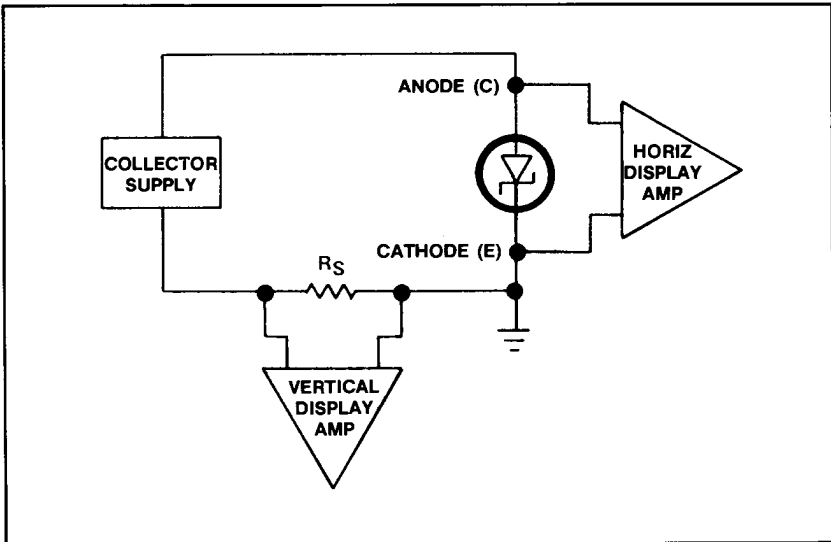 ANODE (C)
COLLECTOR
SUPPLY
HORIZ
DISPLAY
AMP
CATHODE (E)
RS
VERTICAL
DISPLAY
AMP